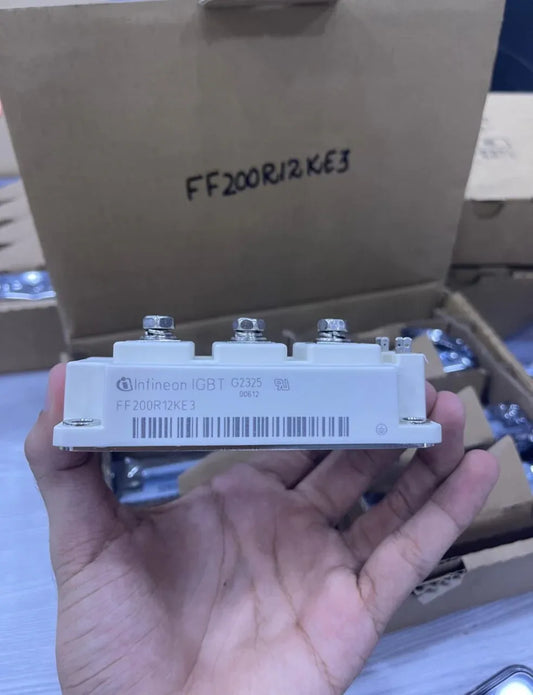 FF200R12KE3
Infineon IGBT G2325
00612
FF200R12KE3